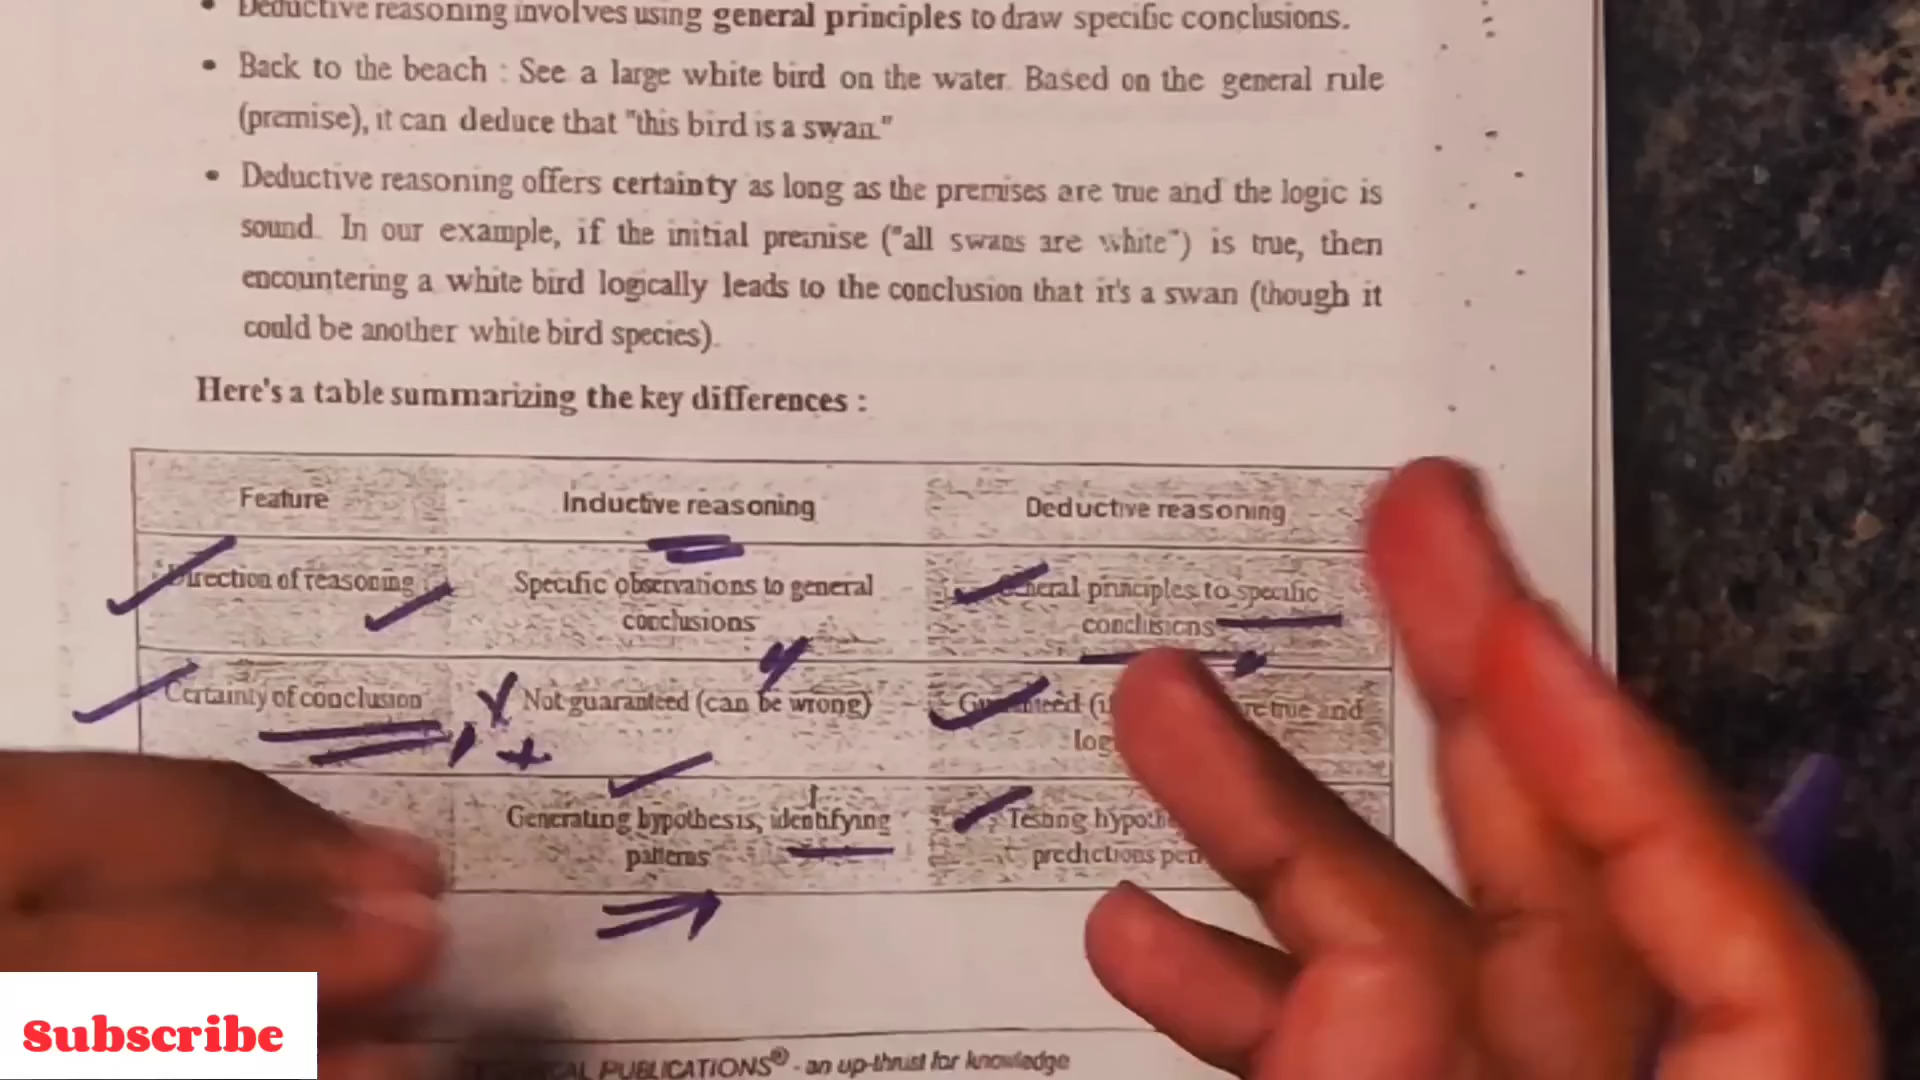 Deductive reasoning involves using general principles to draw specific conclusions.
Back to the beach : See a large white bird on the water. Based on the general rule
(premise), it can deduce that "this bird is a swan."
Deductive reasoning offers certainty as long as the premises are true and the logic is
sound. In our example, if the initial premise ("all swans are white") is true, then
encountering a white bird logically leads to the conclusion that it's a swan (though it
could be another white bird species).
Here's a table summarizing the key differences :
Feature Inductive reasoning Deductive reasoning
Direction of reasoning Specific observations to general General principles to specific
conclusions conclusions
Certainty of conclusion Not guaranteed (can be wrong) Guaranteed true and
Generating hypothesis, identifying Testing
patterns predictions
PUBLICATIONS® - an up-thrust for knowledge
Subscribe